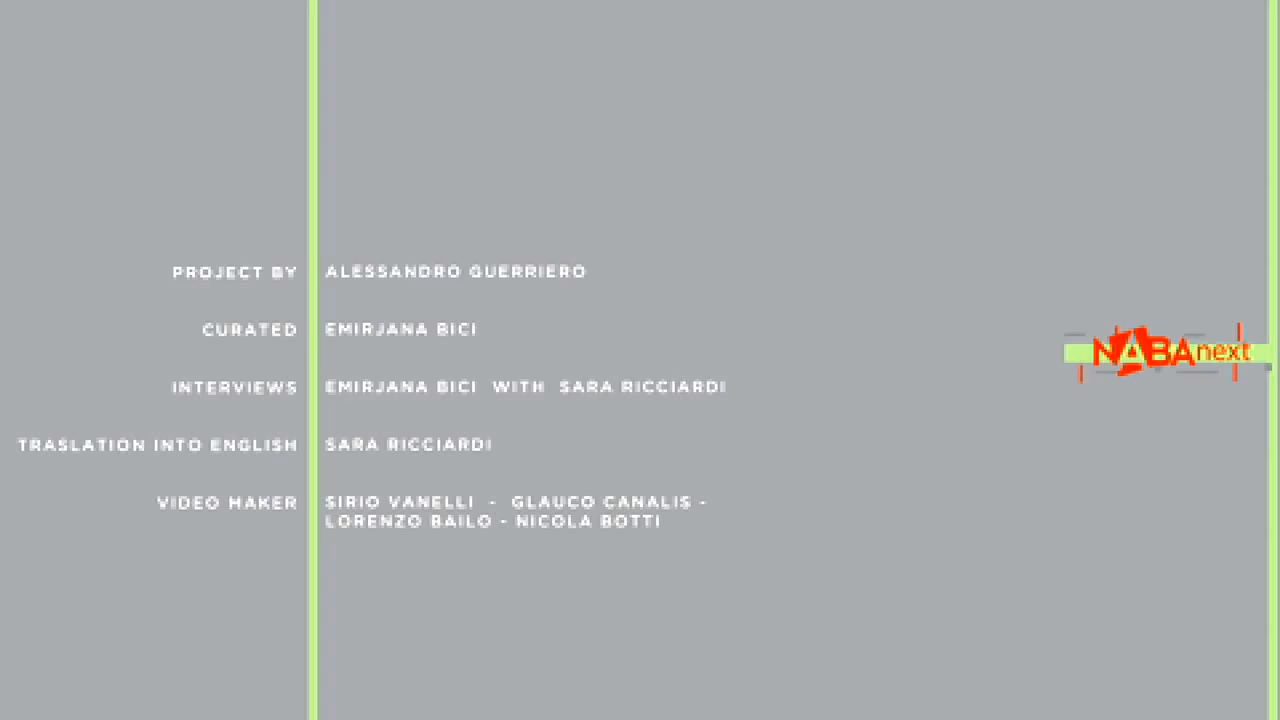 PROJECT BY ALESSANDRO GUERRIERO
CURATED EMIRJANA BICI
INTERVIEWS EMIRJANA BICI WITH SARA RICCIARDI
TRASLATION INTO ENGLISH SARA RICCIARDI
VIDEO MAKER SIRIO VANELLI - GLAUCO CANALIS -
LORENZO BAILO - NICOLA BOTTI
NABAnext